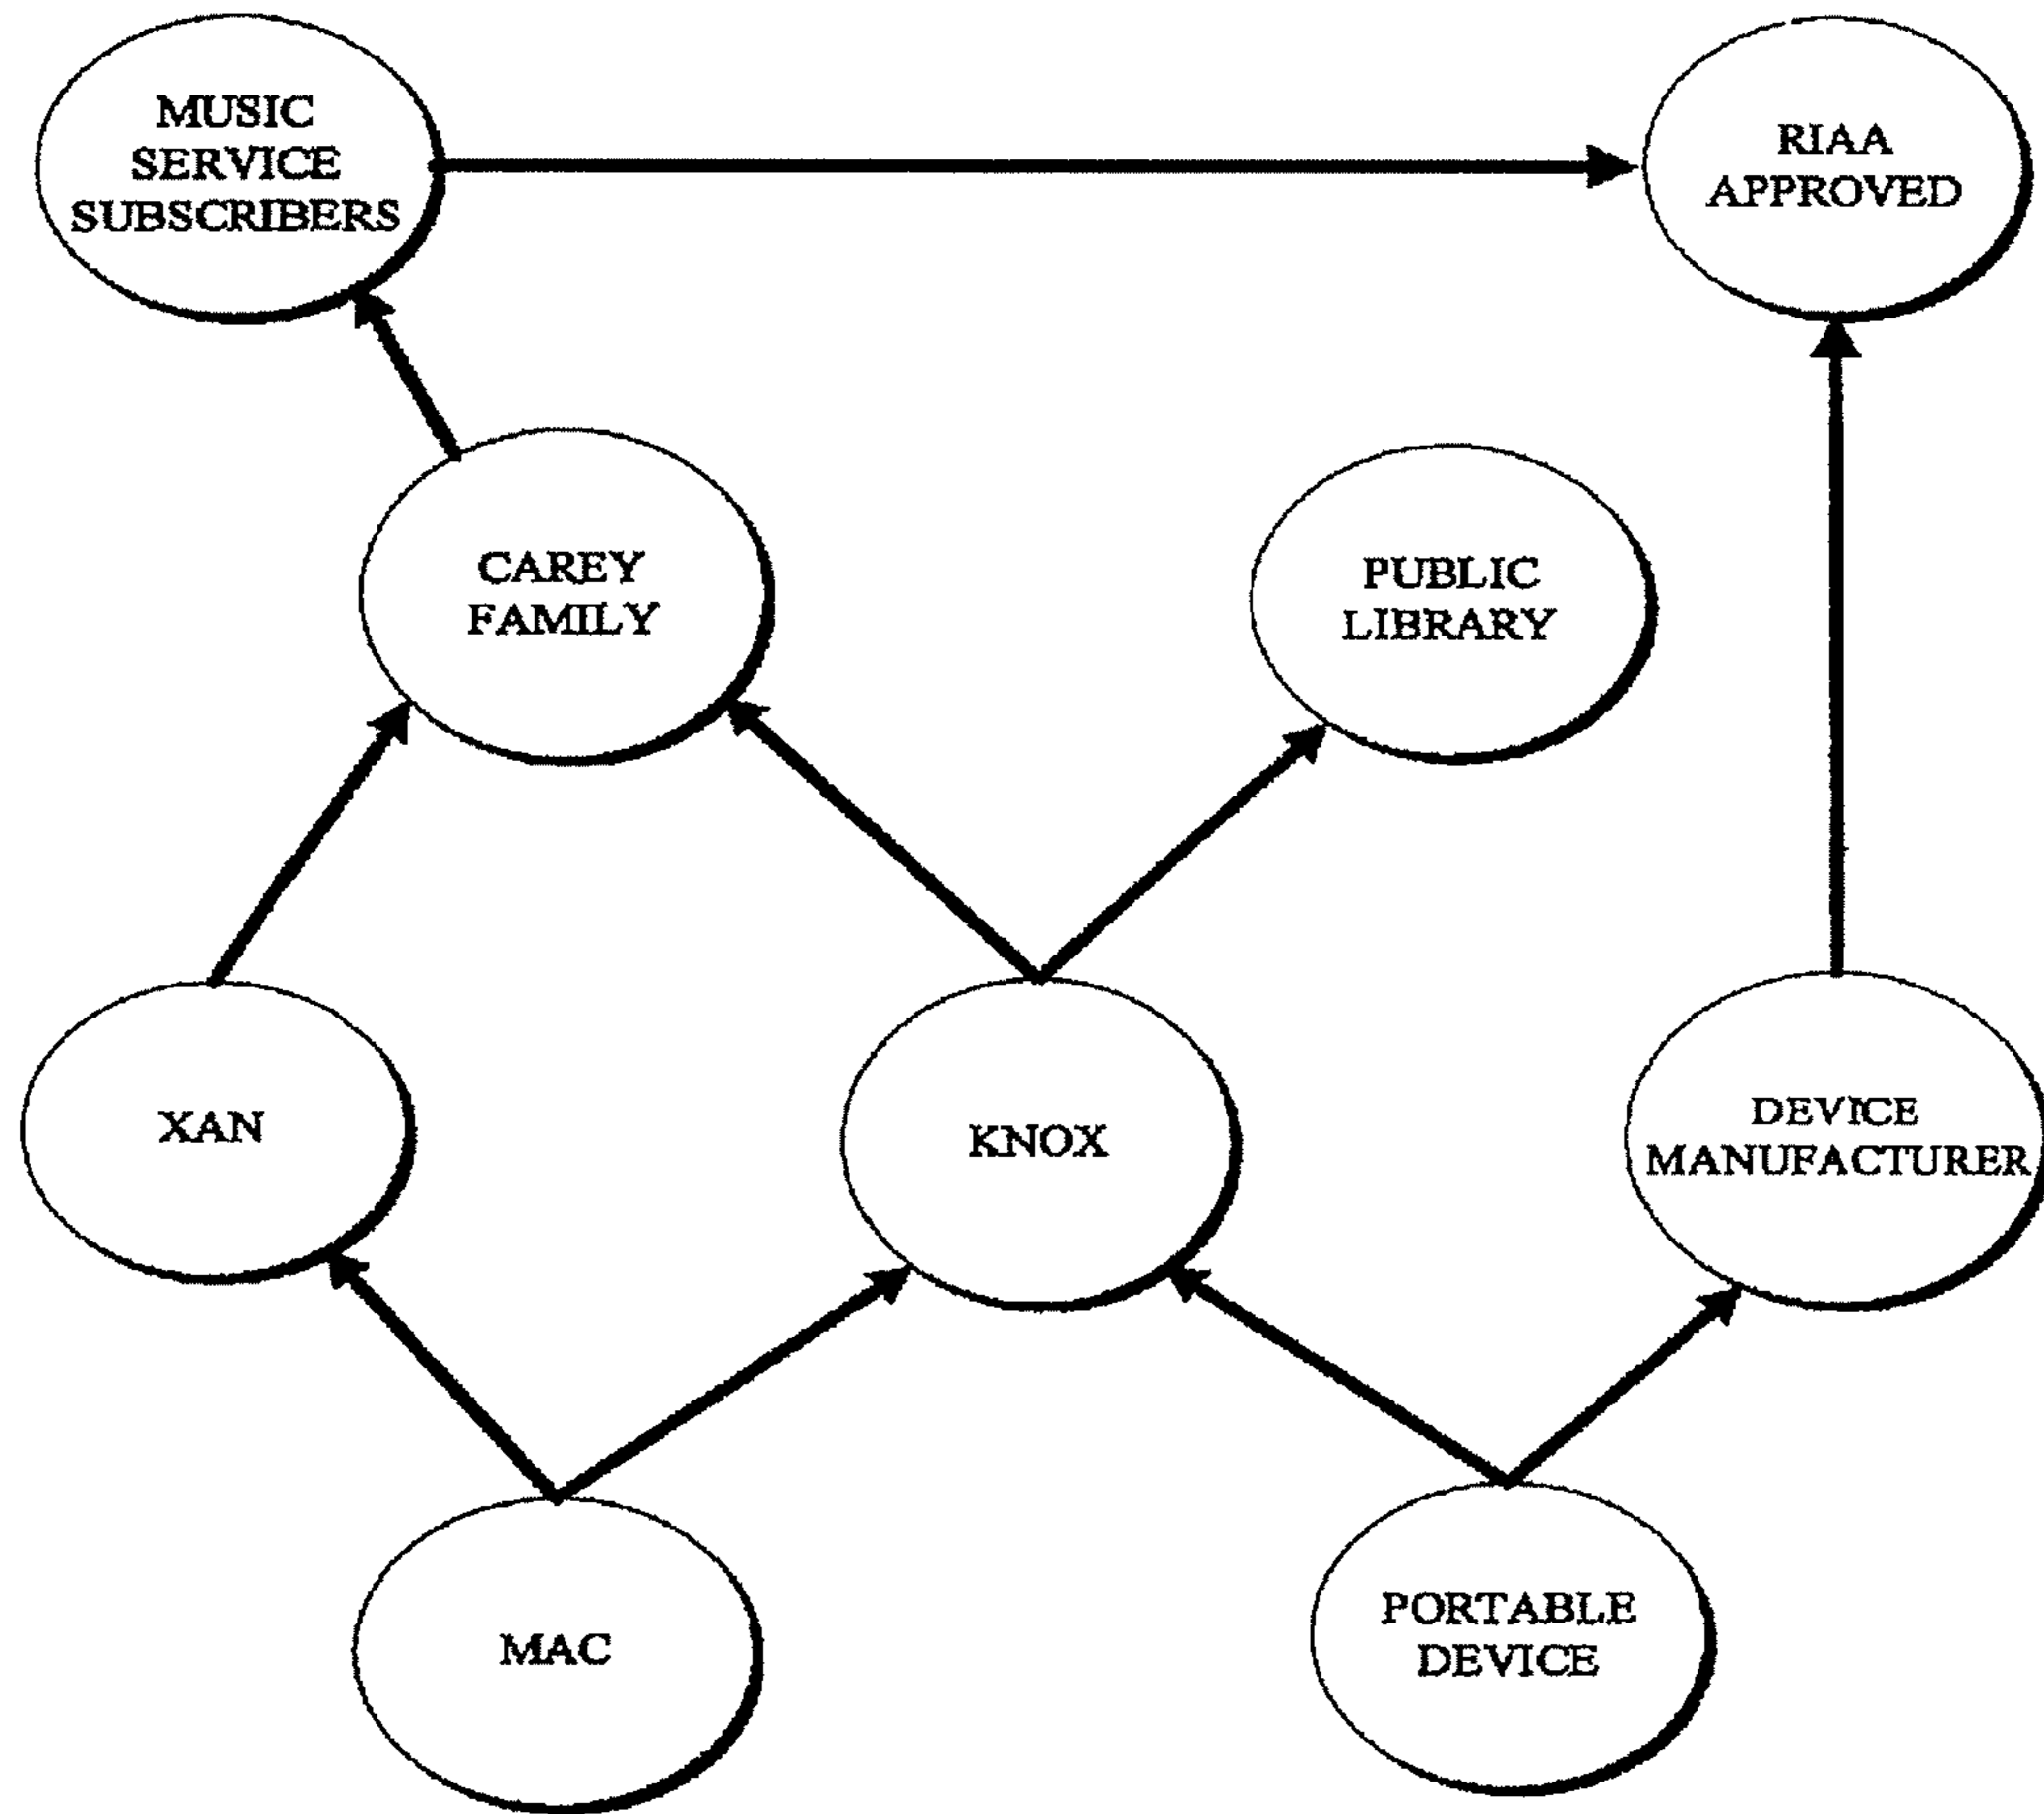 MUSIC
SERVICE
SUBSCRIBERS
RIAA
APPROVED
CAREY
FAMILY
PUBLIC
LIBRARY
XAN
KNOX
DEVICE
MANUFACTURER
MAC
PORTABLE
DEVICE